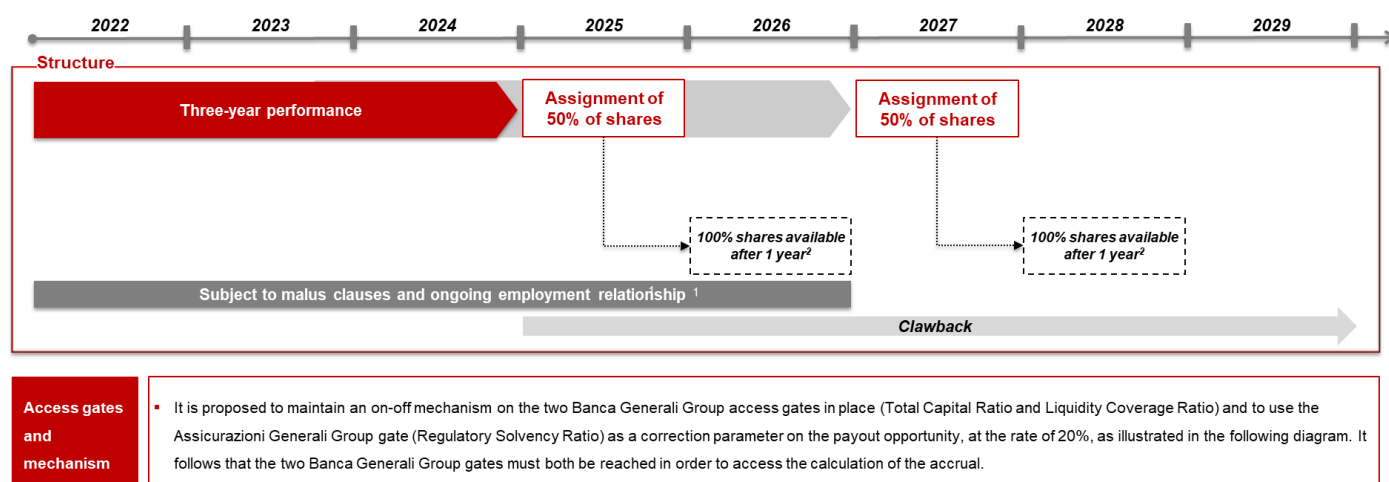 2022 2023 2024 2025 2026 2027 2028 2029
Structure
Three-year performance
Assignment of
50% of shares
Assignment of
50% of shares
100% shares available
after 1 year2
100% shares available
after 1 year2
Subject to malus clauses and ongoing employment relationship 1
Clawback
Access gates
and
mechanism
▪ It is proposed to maintain an on-off mechanism on the two Banca Generali Group access gates in place (Total Capital Ratio and Liquidity Coverage Ratio) and to use the
Assicurazioni Generali Group gate (Regulatory Solvency Ratio) as a correction parameter on the payout opportunity, at the rate of 20%, as illustrated in the following diagram. It
follows that the two Banca Generali Group gates must both be reached in order to access the calculation of the accrual.